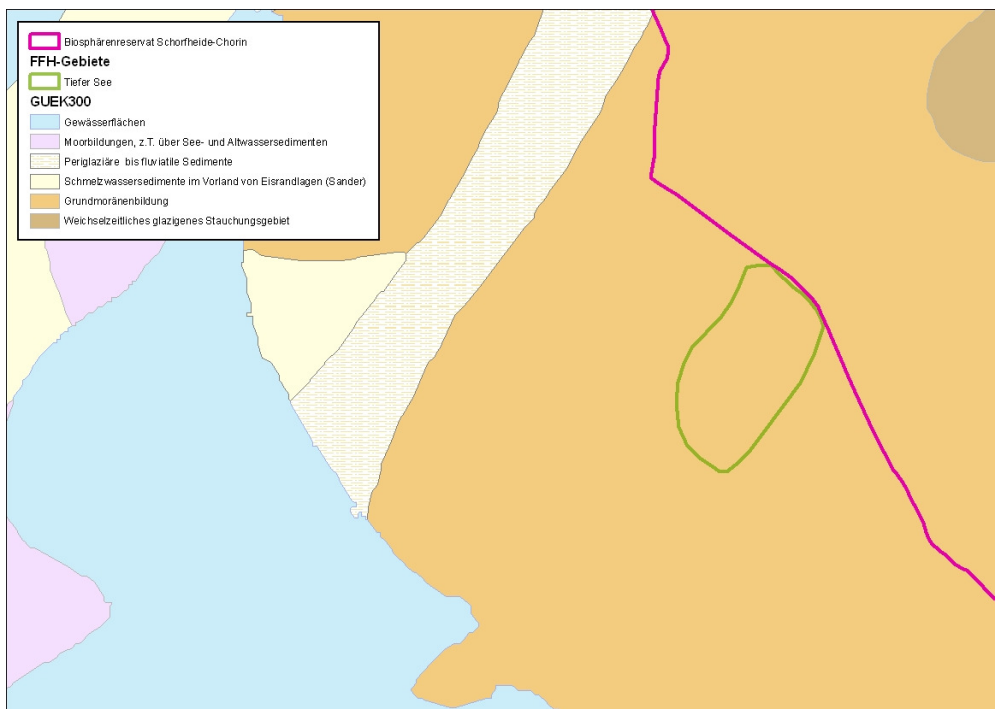 Biosphärenreservat Schorfheide-Chorin
FFH-Gebiete
Tiefer See
GUEK300
Gewässerflächen
Moorbildungen, z.T. über See- und Altwassersedimenten
Periglaziäre bis fluviatile Sedimente
Schmelzwassersedimente im Vorland von Eisrandlagen (Sander)
Grundmoränenbildung
Weichselzeitliches glazigenes Stauchungsgebiet